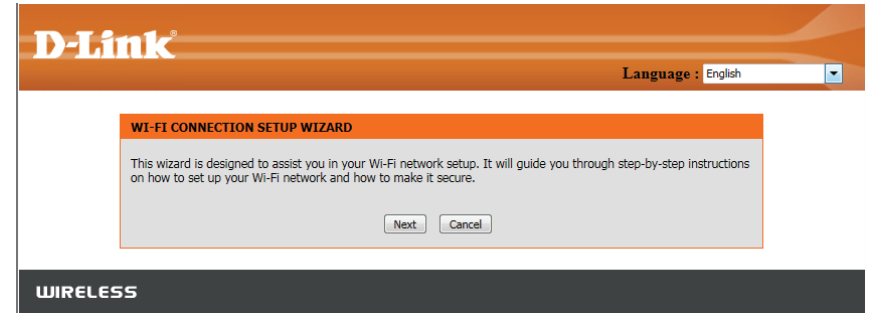 D-Link®
Language : English
WI-FI CONNECTION SETUP WIZARD
This wizard is designed to assist you in your Wi-Fi network setup. It will guide you through step-by-step instructions
on how to set up your Wi-Fi network and how to make it secure.
Next Cancel
WIRELESS